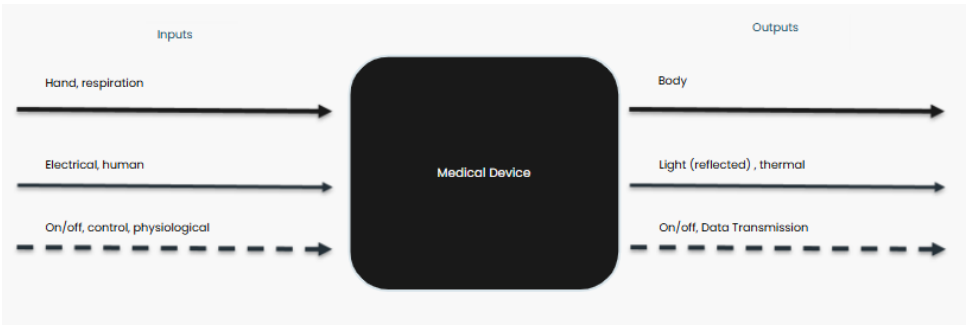 Inputs
Outputs
Hand, respiration
Body
Electrical, human
Medical Device
Light (reflected) , thermal
On/off, control, physiological
On/off, Data Transmission